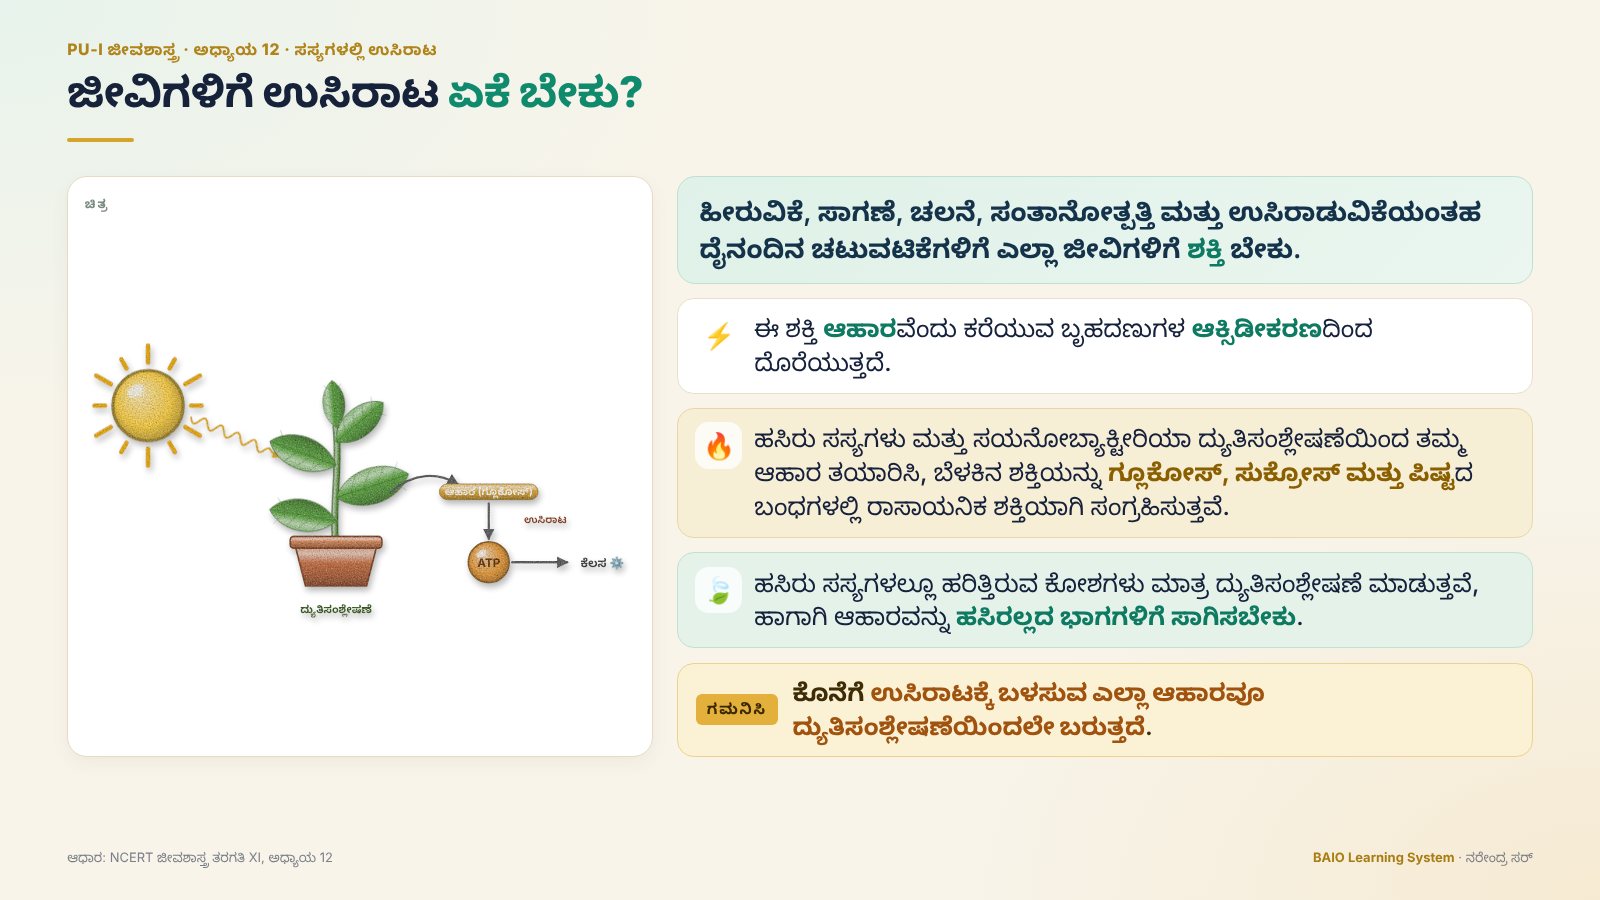 PU-I ಜೀವಶಾಸ್ತ್ರ · ಅಧ್ಯಾಯ 12 · ಸಸ್ಯಗಳಲ್ಲಿ ಉಸಿರಾಟ
ಜೀವಿಗಳಿಗೆ ಉಸಿರಾಟ ಏಕೆ ಬೇಕು?
ಚಿತ್ರ
ಆಹಾರ (ಗ್ಲೂಕೋಸ್)
ಉಸಿರಾಟ
ATP
ಕೆಲಸ
ದ್ಯುತಿಸಂಶ್ಲೇಷಣೆ
ಹೀರುವಿಕೆ, ಸಾಗಣೆ, ಚಲನೆ, ಸಂತಾನೋತ್ಪತ್ತಿ ಮತ್ತು ಉಸಿರಾಡುವಿಕೆಯಂತಹ
ದೈನಂದಿನ ಚಟುವಟಿಕೆಗಳಿಗೆ ಎಲ್ಲಾ ಜೀವಿಗಳಿಗೆ ಶಕ್ತಿ ಬೇಕು.
ಈ ಶಕ್ತಿ ಆಹಾರವೆಂದು ಕರೆಯುವ ಬೃಹದಣುಗಳ ಆಕ್ಸಿಡೀಕರಣದಿಂದ
ದೊರೆಯುತ್ತದೆ.
ಹಸಿರು ಸಸ್ಯಗಳು ಮತ್ತು ಸಯನೋಬ್ಯಾಕ್ಟೀರಿಯಾ ದ್ಯುತಿಸಂಶ್ಲೇಷಣೆಯಿಂದ ತಮ್ಮ
ಆಹಾರ ತಯಾರಿಸಿ, ಬೆಳಕಿನ ಶಕ್ತಿಯನ್ನು ಗ್ಲೂಕೋಸ್, ಸುಕ್ರೋಸ್ ಮತ್ತು ಪಿಷ್ಟದ
ಬಂಧಗಳಲ್ಲಿ ರಾಸಾಯನಿಕ ಶಕ್ತಿಯಾಗಿ ಸಂಗ್ರಹಿಸುತ್ತವೆ.
ಹಸಿರು ಸಸ್ಯಗಳಲ್ಲೂ ಹರಿತ್ತಿರುವ ಕೋಶಗಳು ಮಾತ್ರ ದ್ಯುತಿಸಂಶ್ಲೇಷಣೆ ಮಾಡುತ್ತವೆ,
ಹಾಗಾಗಿ ಆಹಾರವನ್ನು ಹಸಿರಲ್ಲದ ಭಾಗಗಳಿಗೆ ಸಾಗಿಸಬೇಕು.
ಗಮನಿಸಿ
ಕೊನೆಗೆ ಉಸಿರಾಟಕ್ಕೆ ಬಳಸುವ ಎಲ್ಲಾ ಆಹಾರವೂ
ದ್ಯುತಿಸಂಶ್ಲೇಷಣೆಯಿಂದಲೇ ಬರುತ್ತದೆ.
ಆಧಾರ: NCERT ಜೀವಶಾಸ್ತ್ರ ತರಗತಿ XI, ಅಧ್ಯಾಯ 12
BAIO Learning System · ನರೇಂದ್ರ ಸರ್